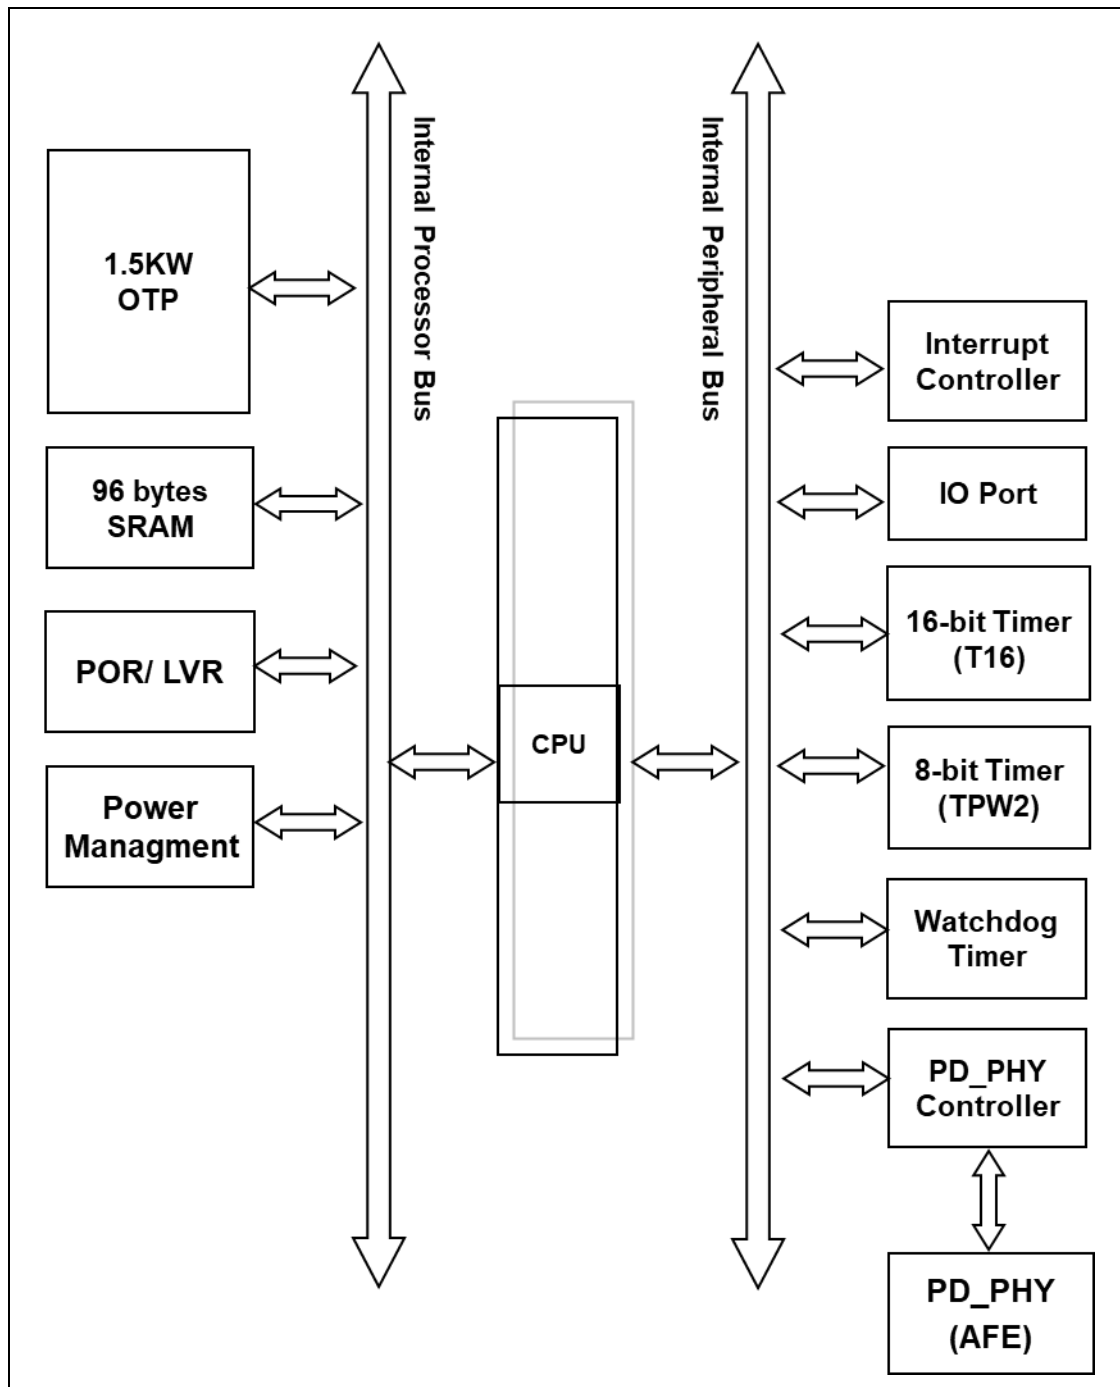 1.5KW
OTP
96 bytes
SRAM
POR/ LVR
Power
Managment
Internal Processor Bus
CPU
Internal Peripheral Bus
Interrupt
Controller
IO Port
16-bit Timer
(T16)
8-bit Timer
(TPW2)
Watchdog
Timer
PD_PHY
Controller
PD_PHY
(AFE)